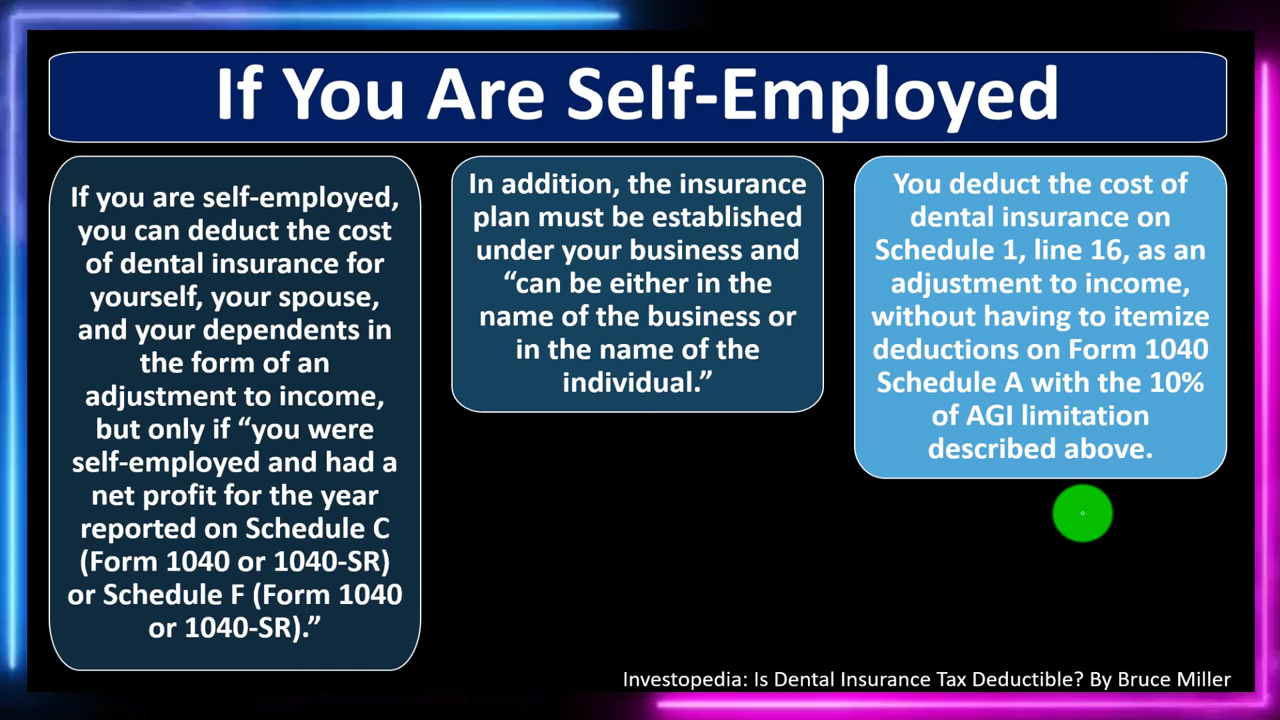 If You Are Self-Employed
If you are self-employed,
you can deduct the cost
of dental insurance for
yourself, your spouse,
and your dependents in
the form of an
adjustment to income,
but only if “you were
self-employed and had a
net profit for the year
reported on Schedule C
(Form 1040 or 1040-SR)
or Schedule F (Form 1040
or 1040-SR).”
In addition, the insurance
plan must be established
under your business and
“can be either in the
name of the business or
in the name of the
individual.”
You deduct the cost of
dental insurance on
Schedule 1, line 16, as an
adjustment to income,
without having to itemize
deductions on Form 1040
Schedule A with the 10%
of AGI limitation
described above.
Investopedia: Is Dental Insurance Tax Deductible? By Bruce Miller